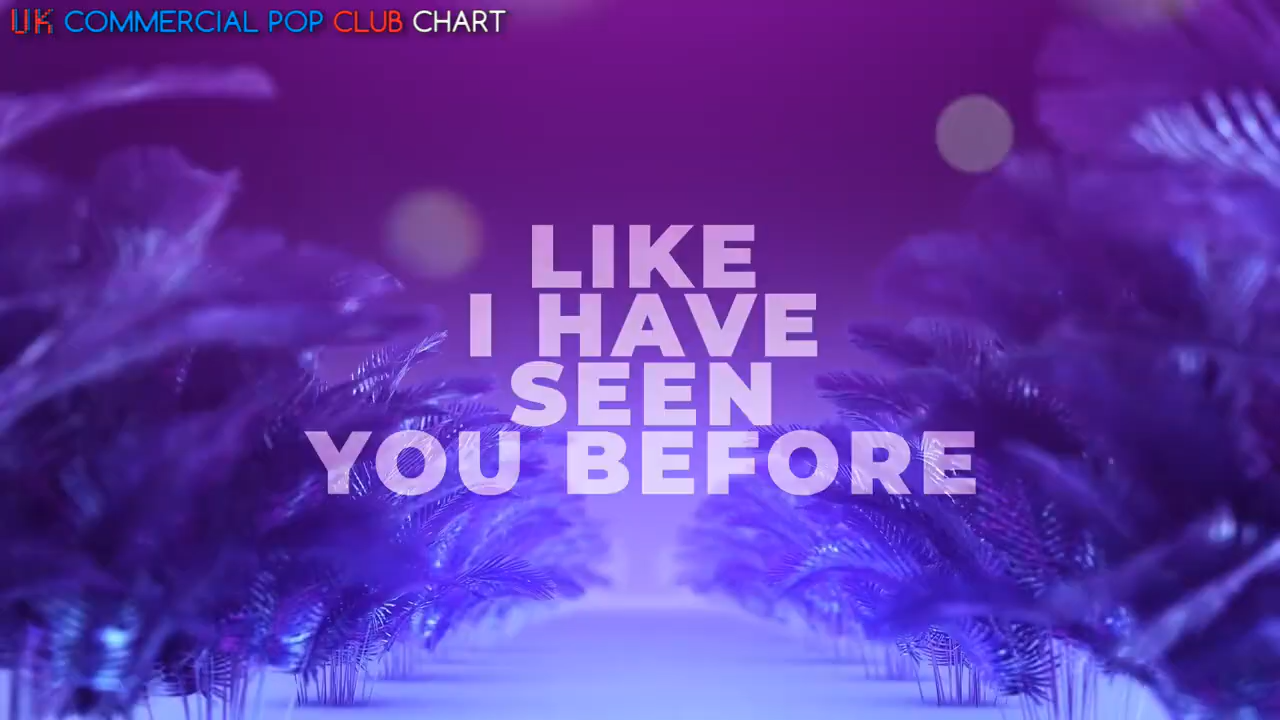 UK COMMERCIAL POP CLUB CHART
LIKE
I HAVE
SEEN
YOU BEFORE